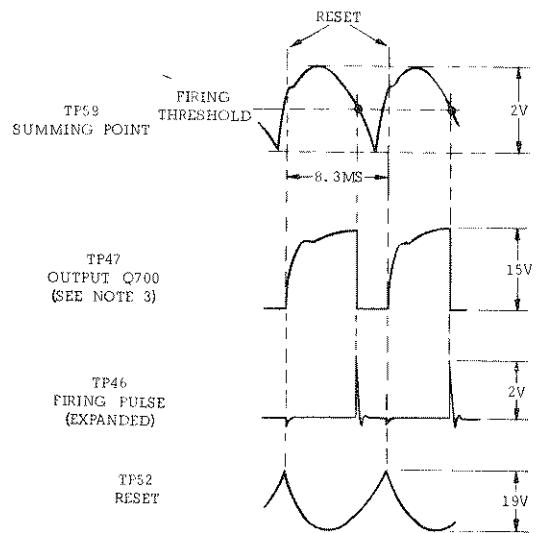 RESET
TP59
SUMMING POINT
FIRING
THRESHOLD
2V
8.3MS
TP47
OUTPUT Q700
(SEE NOTE 3)
15V
TP46
FIRING PULSE
(EXPANDED)
2V
TP52
RESET
19V